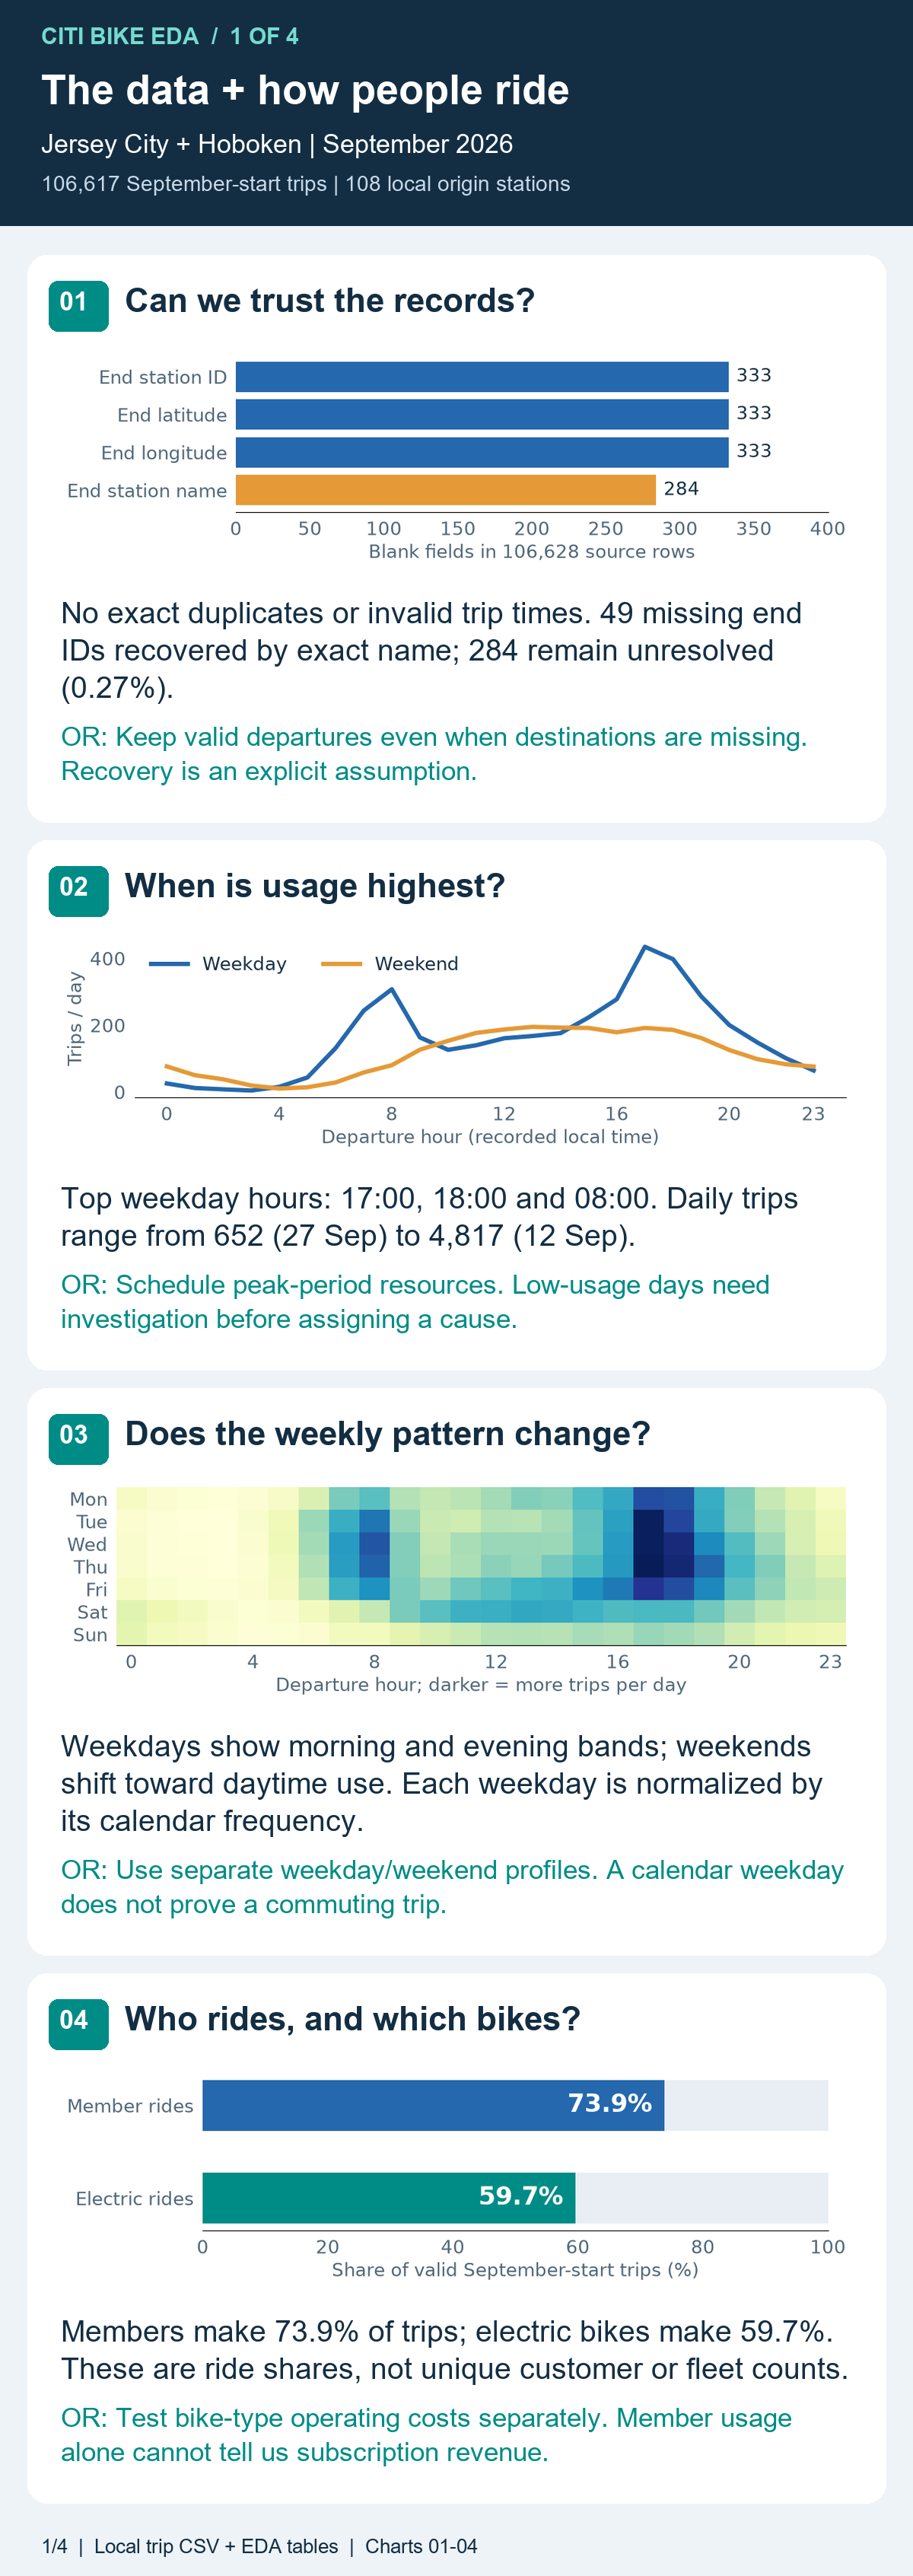 CITI BIKE EDA / 1 OF 4
The data + how people ride
Jersey City + Hoboken | September 2026
106,617 September-start trips | 108 local origin stations
01 Can we trust the records?
End station ID 333
End latitude 333
End longitude 333
End station name 284
0 50 100 150 200 250 300 350 400
Blank fields in 106,628 source rows
No exact duplicates or invalid trip times. 49 missing end
IDs recovered by exact name; 284 remain unresolved
(0.27%).
OR: Keep valid departures even when destinations are missing.
Recovery is an explicit assumption.
02 When is usage highest?
Trips / day
400
200
0
Weekday Weekend
0 4 8 12 16 20 23
Departure hour (recorded local time)
Top weekday hours: 17:00, 18:00 and 08:00. Daily trips
range from 652 (27 Sep) to 4,817 (12 Sep).
OR: Schedule peak-period resources. Low-usage days need
investigation before assigning a cause.
03 Does the weekly pattern change?
Mon
Tue
Wed
Thu
Fri
Sat
Sun
0 4 8 12 16 20 23
Departure hour; darker = more trips per day
Weekdays show morning and evening bands; weekends
shift toward daytime use. Each weekday is normalized by
its calendar frequency.
OR: Use separate weekday/weekend profiles. A calendar weekday
does not prove a commuting trip.
04 Who rides, and which bikes?
Member rides 73.9%
Electric rides 59.7%
0 20 40 60 80 100
Share of valid September-start trips (%)
Members make 73.9% of trips; electric bikes make 59.7%.
These are ride shares, not unique customer or fleet counts.
OR: Test bike-type operating costs separately. Member usage
alone cannot tell us subscription revenue.
1/4 | Local trip CSV + EDA tables | Charts 01-04